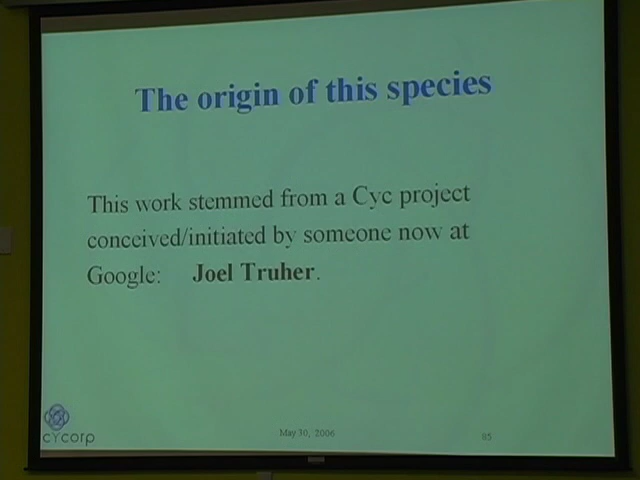 The origin of this species
This work stemmed from a Cyc project
conceived/initiated by someone now at
Google: Joel Truher.
cycorp
May 30, 2006
85